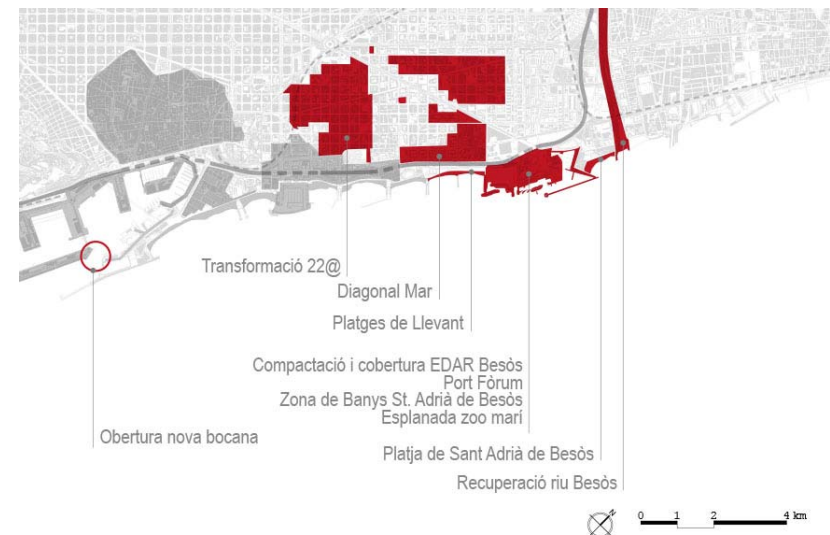 Transformació 22@
Diagonal Mar
Platges de Llevant
Compactació i cobertura EDAR Besòs
Port Fòrum
Zona de Banys St. Adrià de Besòs
Esplanada zoo marí
Obertura nova bocana
Platja de Sant Adrià de Besòs
Recuperació riu Besòs
N
0 1 2 4 km